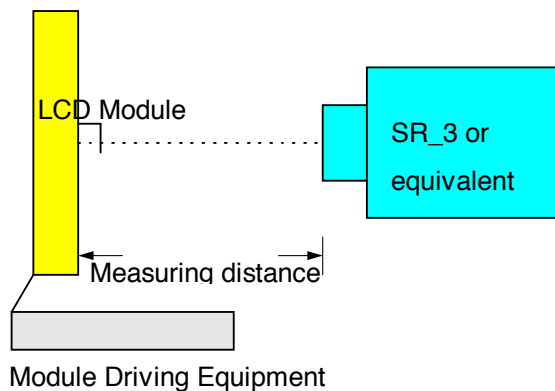 LCD Module
SR_3 or
equivalent
Measuring distance
Module Driving Equipment